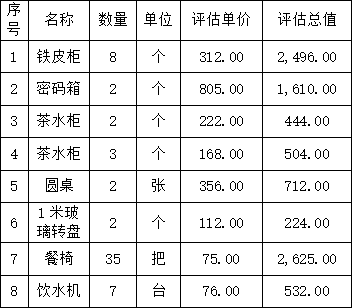 序号 名称 数量 单位 评估单价 评估总值
1 铁皮柜 8 个 312.00 2,496.00
2 密码箱 2 个 805.00 1,610.00
3 茶水柜 2 个 222.00 444.00
4 茶水柜 3 个 168.00 504.00
5 圆桌 2 张 356.00 712.00
6 1米玻璃转盘 2 个 112.00 224.00
7 餐椅 35 把 75.00 2,625.00
8 饮水机 7 台 76.00 532.00